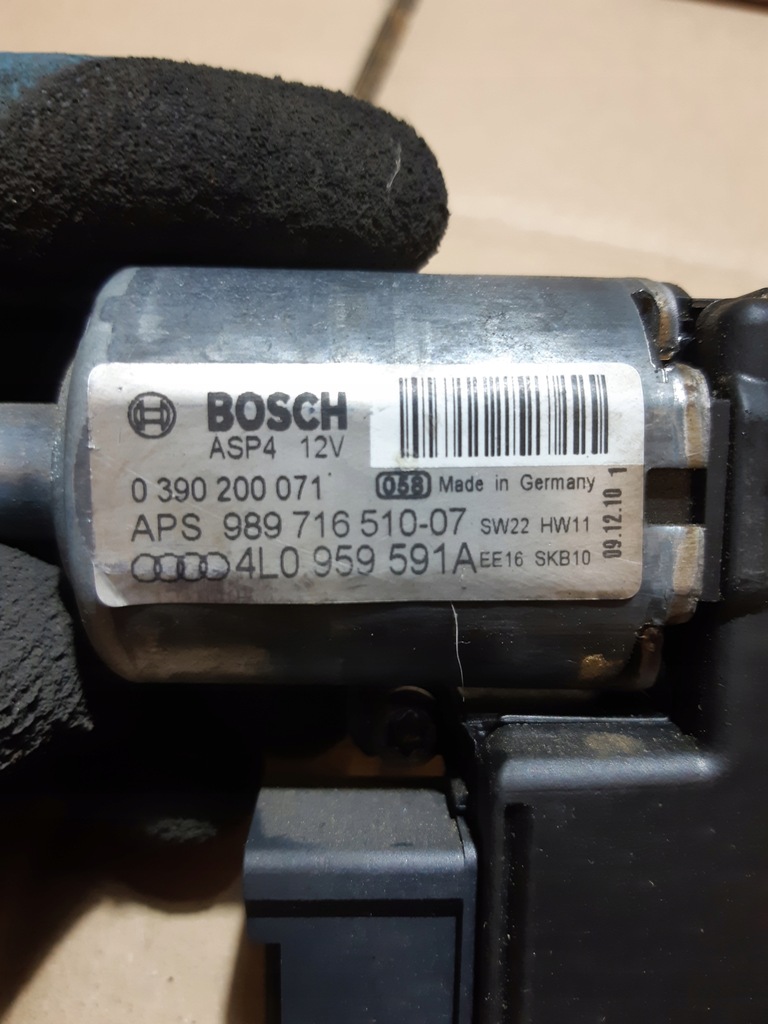 BOSCH
ASP4 12V
0 390 200 071 058 Made in Germany
APS 989 716 510-07 SW22 HW11
4L0 959 591A EE16 SKB10
09.12.10 1